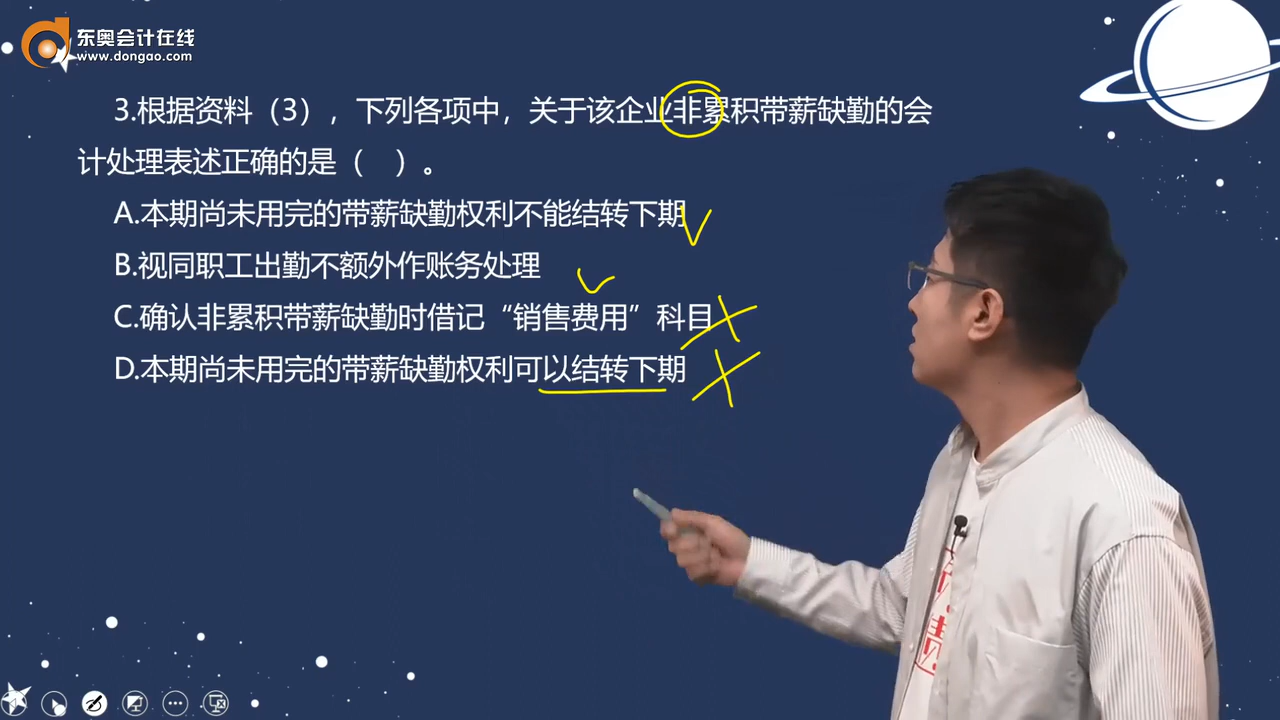 东奥会计在线
www.dongao.com
3.根据资料（3），下列各项中，关于该企业非累积带薪缺勤的会
计处理表述正确的是（ ）。
A.本期尚未用完的带薪缺勤权利不能结转下期
B.视同职工出勤不额外作账务处理
C.确认非累积带薪缺勤时借记“销售费用”科目
D.本期尚未用完的带薪缺勤权利可以结转下期